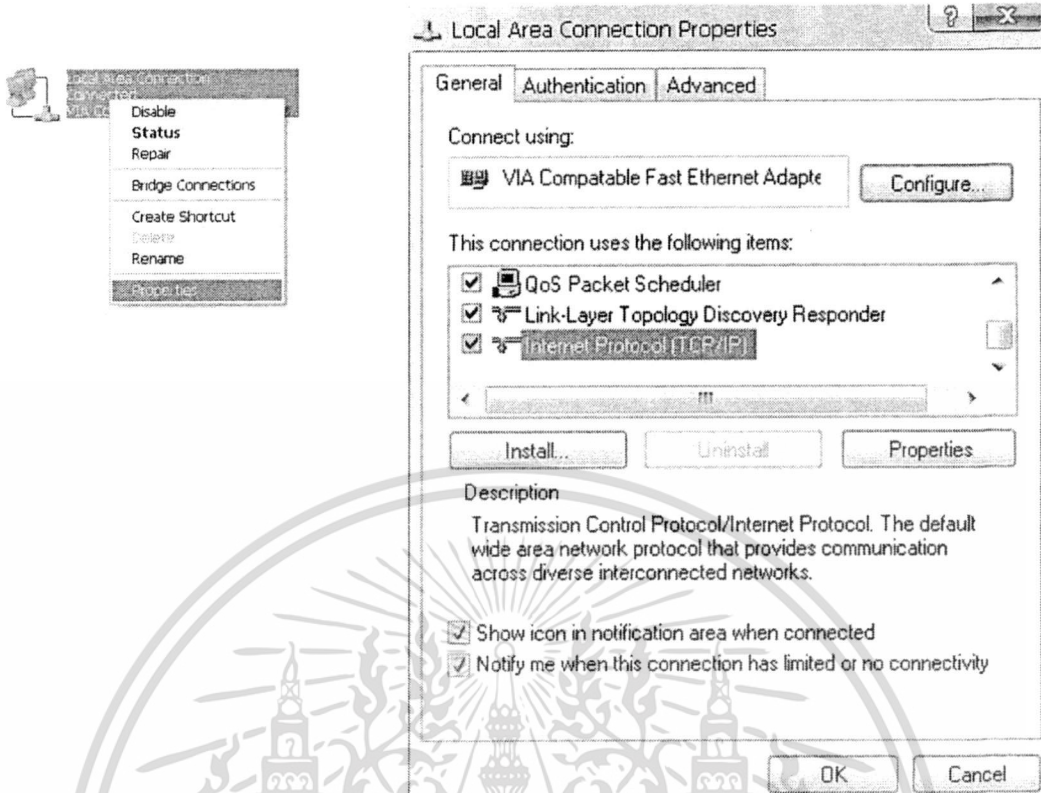 Local Area Connection
Connected
Disable
Status
Repair
Bridge Connections
Create Shortcut
Delete
Rename
Properties
Local Area Connection Properties
General
Authentication
Advanced
Connect using:
VIA Compatable Fast Ethernet Adapte
Configure...
This connection uses the following items:
QoS Packet Scheduler
Link-Layer Topology Discovery Responder
Internet Protocol (TCP/IP)
Install...
Uninstall
Properties
Description
Transmission Control Protocol/Internet Protocol. The default
wide area network protocol that provides communication
across diverse interconnected networks.
Show icon in notification area when connected
Notify me when this connection has limited or no connectivity
OK
Cancel